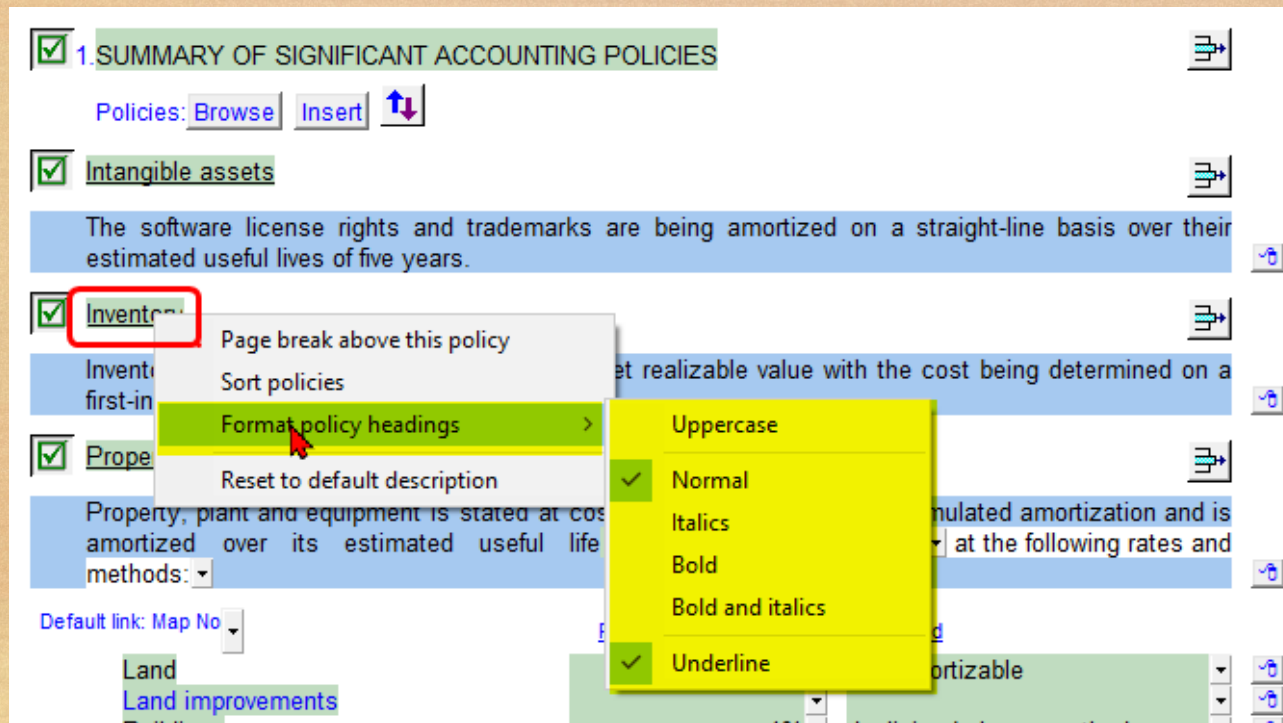 1. SUMMARY OF SIGNIFICANT ACCOUNTING POLICIES
Policies: Browse Insert
Intangible assets
The software license rights and trademarks are being amortized on a straight-line basis over their
estimated useful lives of five years.
Inventory
Page break above this policy
Invento et realizable value with the cost being determined on a
Sort policies
first-in
Format policy headings
Uppercase
Prope
Reset to default description
Normal
Property, plant and equipment is stated at cos mulated amortization and is
Italics
amortized over its estimated useful life at the following rates and
Bold
methods:
Bold and italics
Default link: Map No
Underline
Land ortizable
Land improvements